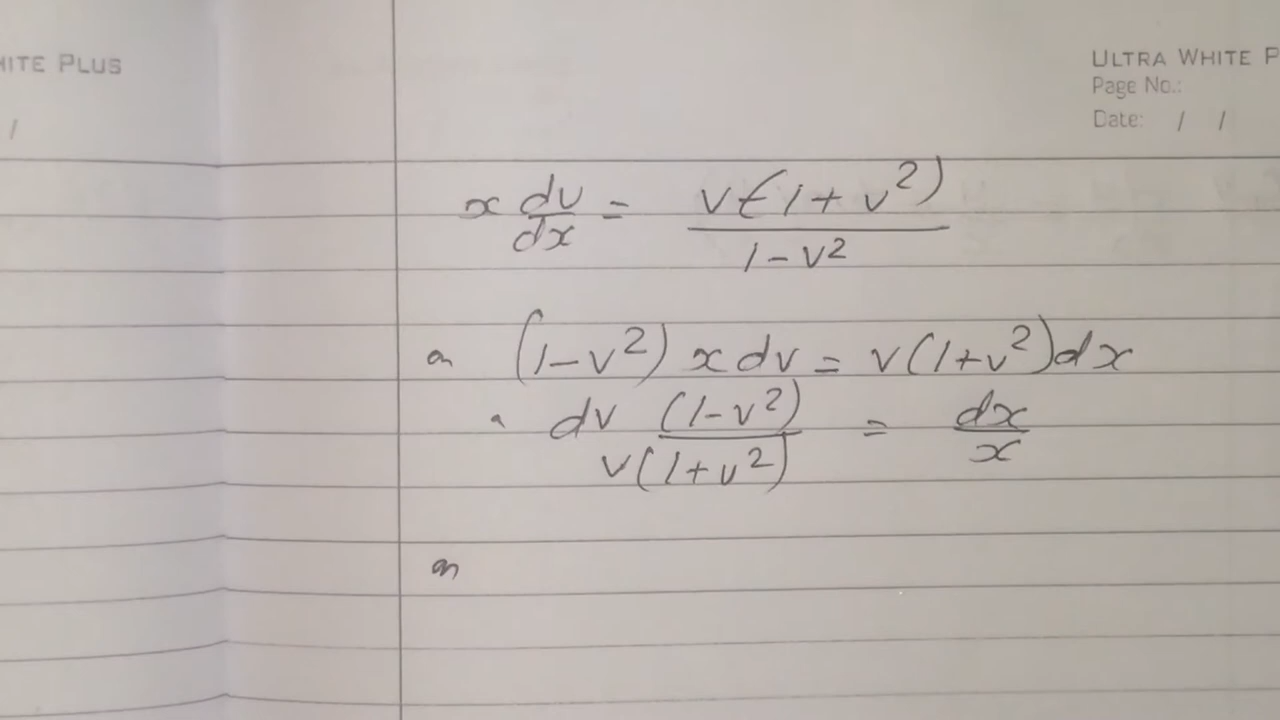 HITE PLUS
/
ULTRA WHITE P
Page No.:
Date: / /
x dv/dx = v(1+v²)/1-v²
or (1-v²) x dv = v(1+v²)dx
dv (1-v²)/v(1+v²) = dx/x
or